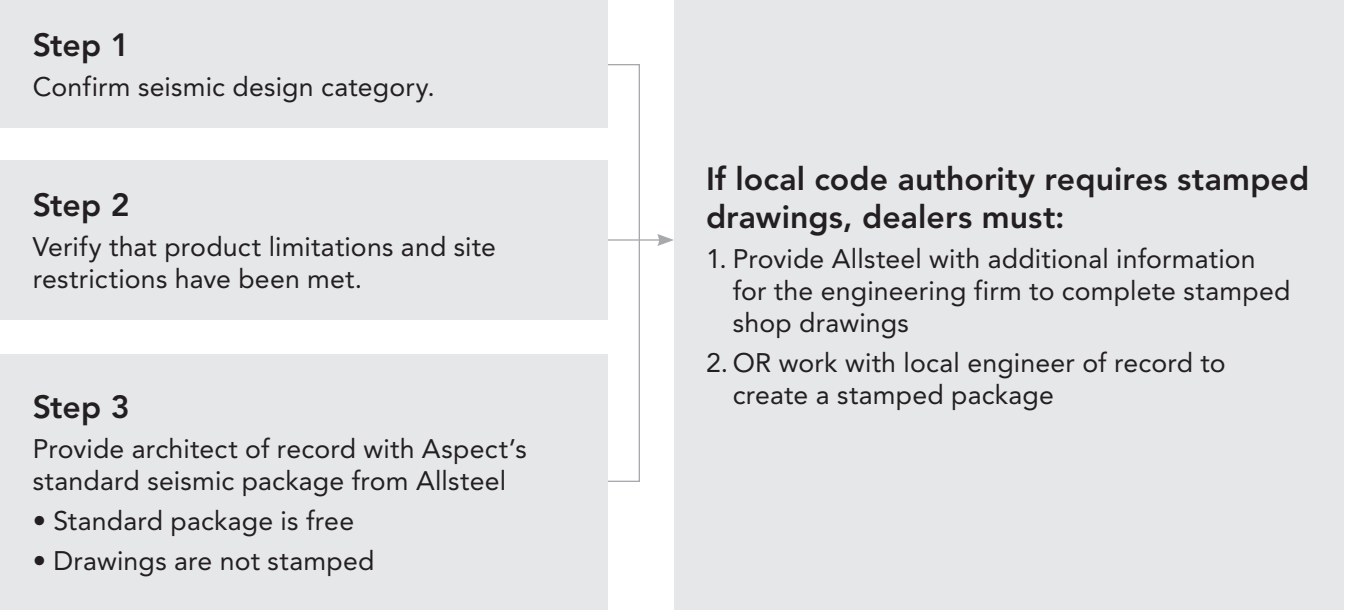 Step 1
Confirm seismic design category.
Step 2
Verify that product limitations and site
restrictions have been met.
Step 3
Provide architect of record with Aspect’s
standard seismic package from Allsteel
• Standard package is free
• Drawings are not stamped
If local code authority requires stamped
drawings, dealers must:
1. Provide Allsteel with additional information
for the engineering firm to complete stamped
shop drawings
2. OR work with local engineer of record to
create a stamped package